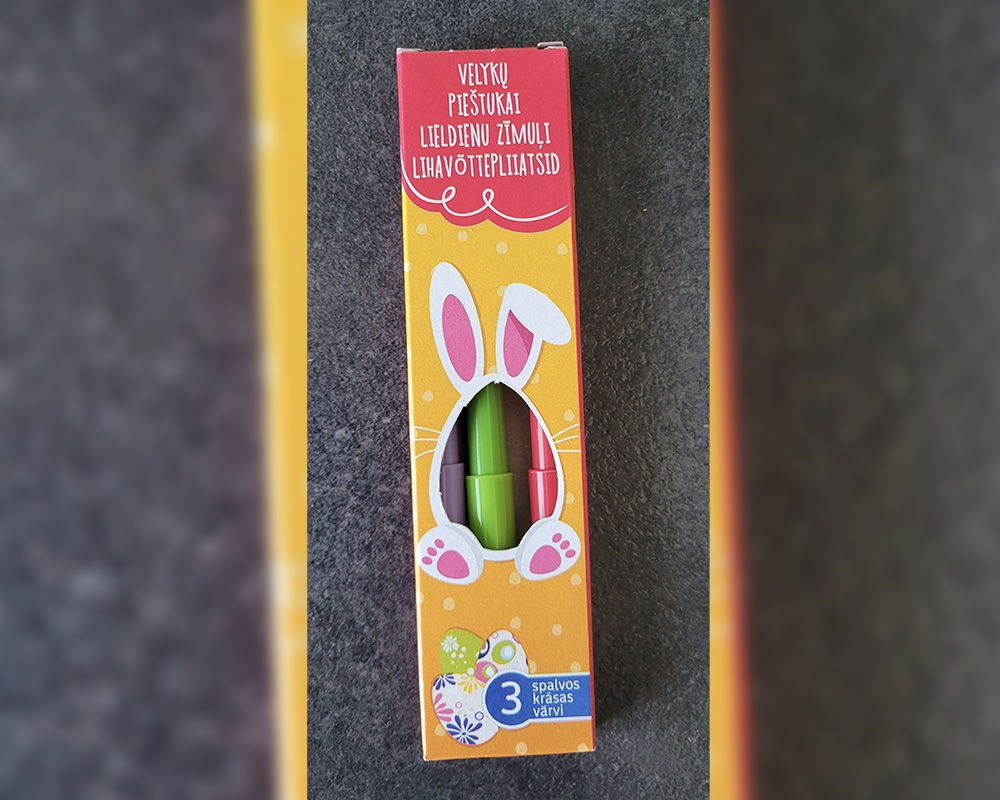 VELYKŲ
PIEŠTUKAI
LIELDIENU ZĪMUĻI
LIHAVÕTTEPLIIATSID
3
spalvos
krāsas
värvi